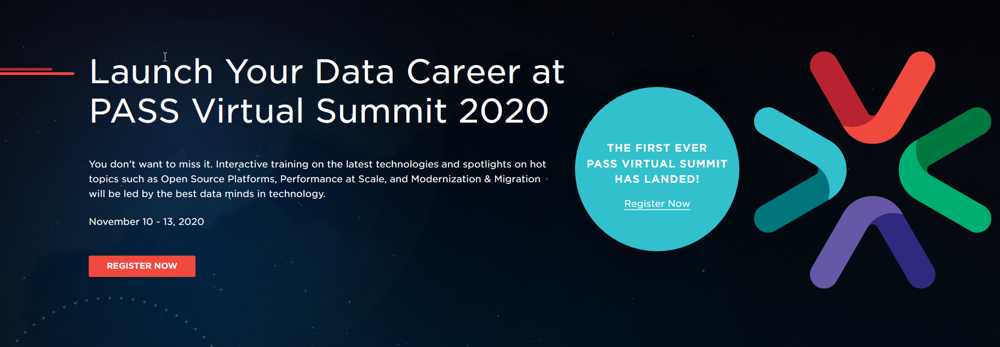 Launch Your Data Career at
PASS Virtual Summit 2020
You don’t want to miss it. Interactive training on the latest technologies and spotlights on hot
topics such as Open Source Platforms, Performance at Scale, and Modernization & Migration
will be led by the best data minds in technology.
November 10 - 13, 2020
REGISTER NOW
THE FIRST EVER
PASS VIRTUAL SUMMIT
HAS LANDED!
Register Now